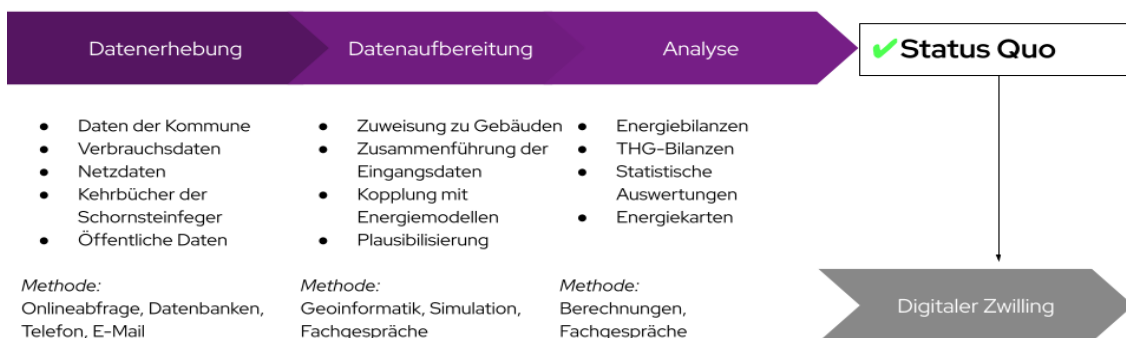 Datenerhebung
Datenaufbereitung
Analyse
✔Status Quo
● Daten der Kommune
● Verbrauchsdaten
● Netzdaten
● Kehrbücher der
Schornsteinfeger
● Öffentliche Daten
Methode:
Onlineabfrage, Datenbanken,
Telefon, E-Mail
● Zuweisung zu Gebäuden
● Zusammenführung der
Eingangsdaten
● Kopplung mit
Energiemodellen
● Plausibilisierung
Methode:
Geoinformatik, Simulation,
Fachgespräche
● Energiebilanzen
● THG-Bilanzen
● Statistische
Auswertungen
● Energiekarten
Methode:
Berechnungen,
Fachgespräche
Digitaler Zwilling